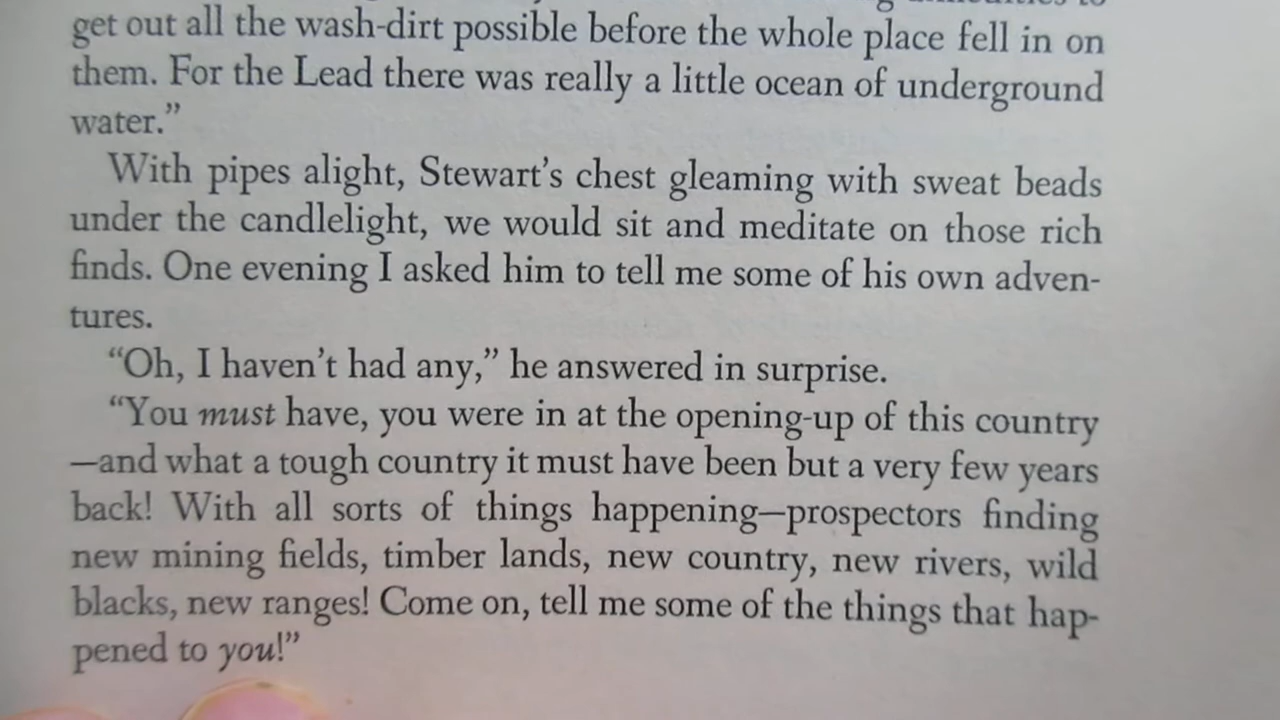 get out all the wash-dirt possible before the whole place fell in on
them. For the Lead there was really a little ocean of underground
water.”
With pipes alight, Stewart’s chest gleaming with sweat beads
under the candlelight, we would sit and meditate on those rich
finds. One evening I asked him to tell me some of his own adven-
tures.
“Oh, I haven’t had any,” he answered in surprise.
“You must have, you were in at the opening-up of this country
—and what a tough country it must have been but a very few years
back! With all sorts of things happening—prospectors finding
new mining fields, timber lands, new country, new rivers, wild
blacks, new ranges! Come on, tell me some of the things that hap-
pened to you!”